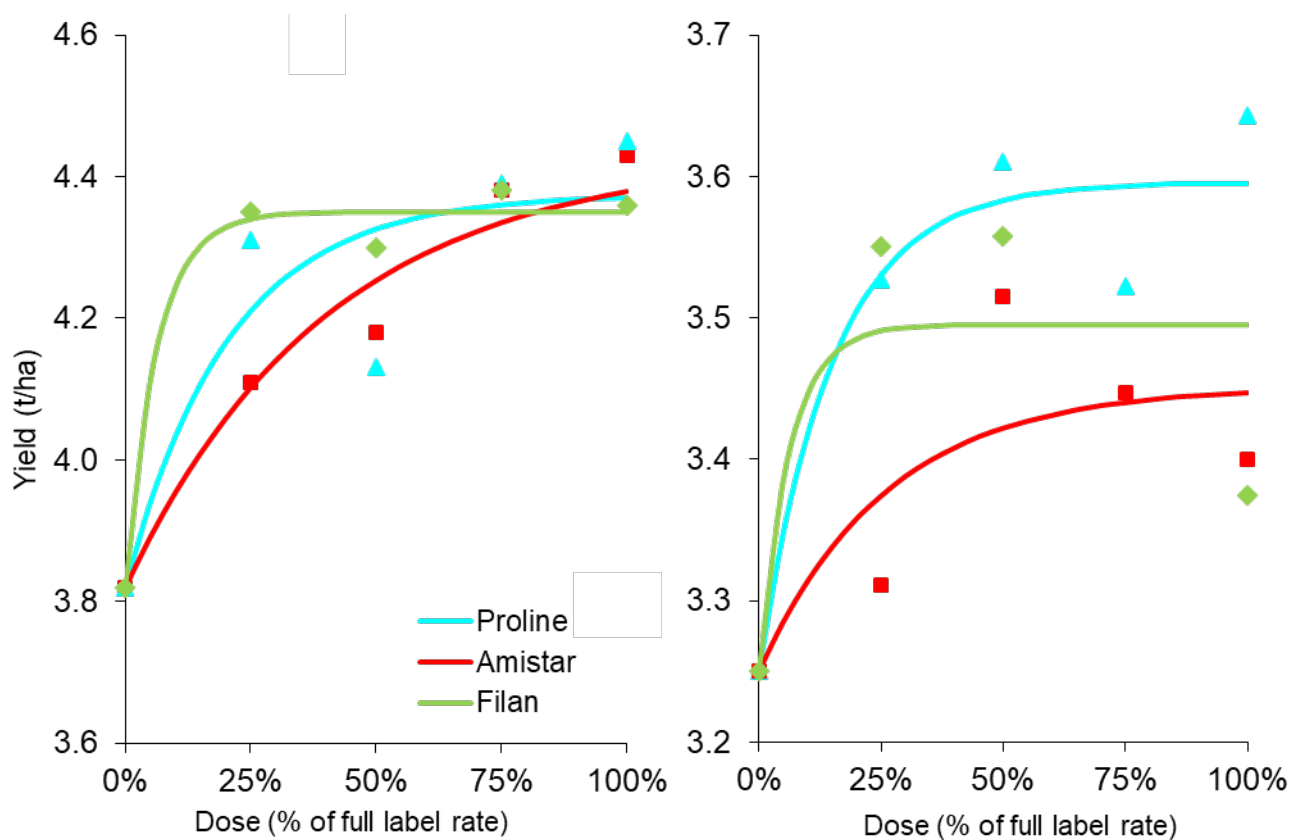 4.6
4.4
4.2
4.0
3.8
3.6
Yield (t/ha)
Proline
Amistar
Filan
0% 25% 50% 75% 100%
Dose (% of full label rate)
3.7
3.6
3.5
3.4
3.3
3.2
0% 25% 50% 75% 100%
Dose (% of full label rate)